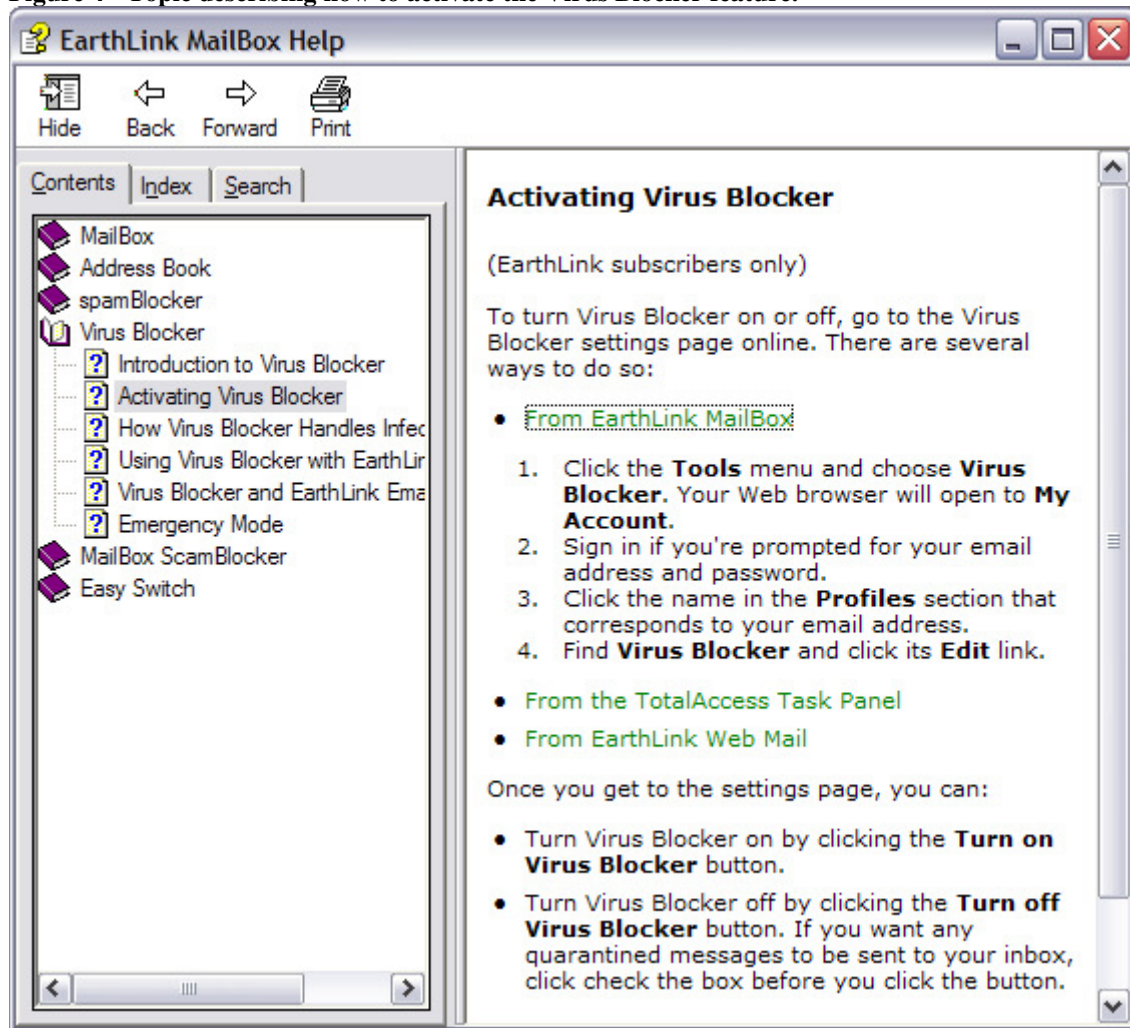 EarthLink MailBox Help
Hide Back Forward Print
Contents Index Search
MailBox
Address Book
spamBlocker
Virus Blocker
Introduction to Virus Blocker
Activating Virus Blocker
How Virus Blocker Handles Infec
Using Virus Blocker with EarthLin
Virus Blocker and EarthLink Ema
Emergency Mode
MailBox ScamBlocker
Easy Switch
Activating Virus Blocker
(EarthLink subscribers only)
To turn Virus Blocker on or off, go to the Virus
Blocker settings page online. There are several
ways to do so:
• From EarthLink MailBox
1. Click the Tools menu and choose Virus
Blocker. Your Web browser will open to My
Account.
2. Sign in if you're prompted for your email
address and password.
3. Click the name in the Profiles section that
corresponds to your email address.
4. Find Virus Blocker and click its Edit link.
• From the TotalAccess Task Panel
• From EarthLink Web Mail
Once you get to the settings page, you can:
• Turn Virus Blocker on by clicking the Turn on
Virus Blocker button.
• Turn Virus Blocker off by clicking the Turn off
Virus Blocker button. If you want any
quarantined messages to be sent to your inbox,
click check the box before you click the button.